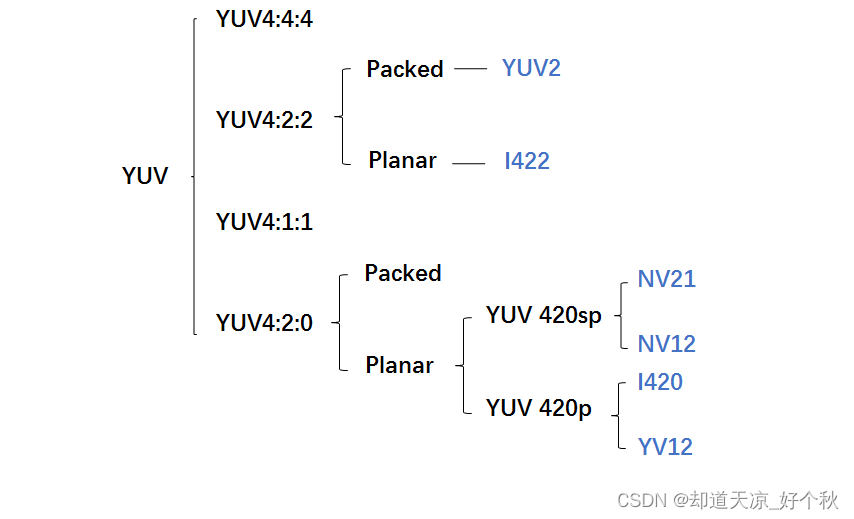 YUV
YUV4:4:4
YUV4:2:2
Packed
YUV2
Planar
I422
YUV4:1:1
YUV4:2:0
Packed
Planar
YUV 420sp
NV21
NV12
YUV 420p
I420
YV12
CSDN @却道天凉_好个秋